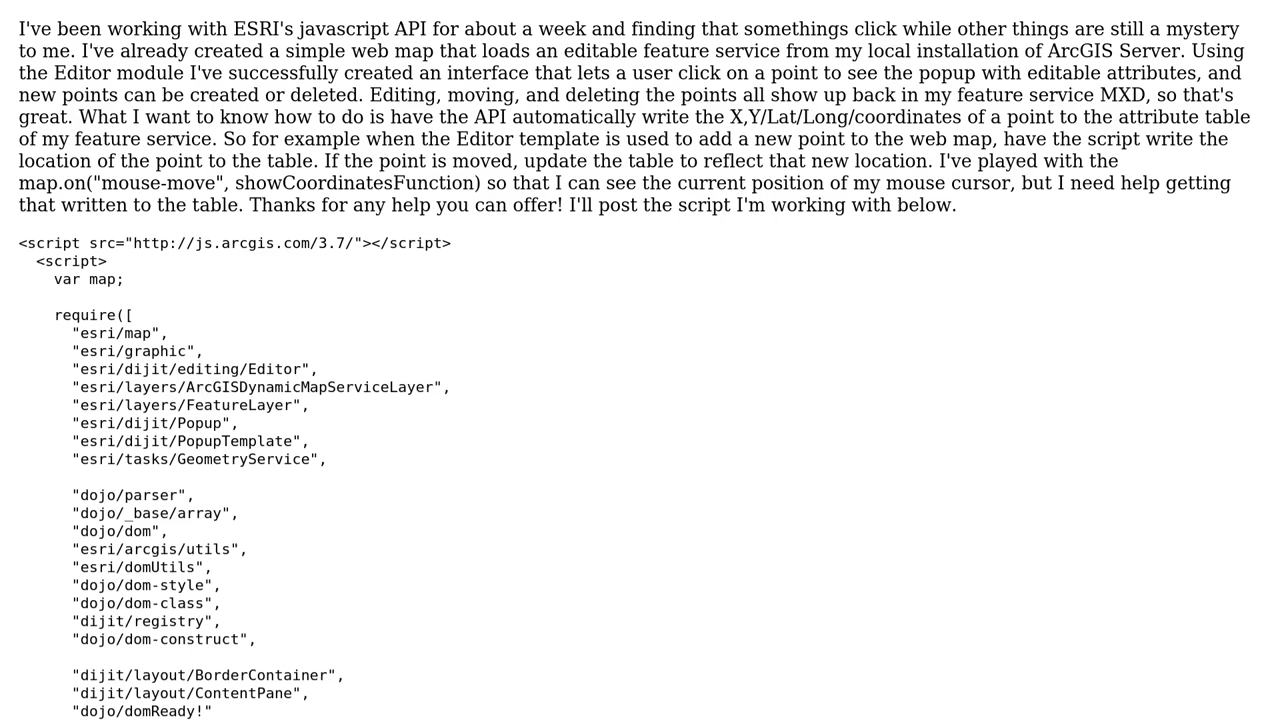 I've been working with ESRI's javascript API for about a week and finding that somethings click while other things are still a mystery
to me. I've already created a simple web map that loads an editable feature service from my local installation of ArcGIS Server. Using
the Editor module I've successfully created an interface that lets a user click on a point to see the popup with editable attributes, and
new points can be created or deleted. Editing, moving, and deleting the points all show up back in my feature service MXD, so that's
great. What I want to know how to do is have the API automatically write the X,Y/Lat/Long/coordinates of a point to the attribute table
of my feature service. So for example when the Editor template is used to add a new point to the web map, have the script write the
location of the point to the table. If the point is moved, update the table to reflect that new location. I've played with the
map.on("mouse-move", showCoordinatesFunction) so that I can see the current position of my mouse cursor, but I need help getting
that written to the table. Thanks for any help you can offer! I'll post the script I'm working with below.
<script src="http://js.arcgis.com/3.7/"></script>
  <script>
    var map;

    require([
      "esri/map",
      "esri/graphic",
      "esri/dijit/editing/Editor",
      "esri/layers/ArcGISDynamicMapServiceLayer",
      "esri/layers/FeatureLayer",
      "esri/dijit/Popup",
      "esri/dijit/PopupTemplate",
      "esri/tasks/GeometryService",

      "dojo/parser",
      "dojo/_base/array",
      "dojo/dom",
      "esri/arcgis/utils",
      "esri/domUtils",
      "dojo/dom-style",
      "dojo/dom-class",
      "dijit/registry",
      "dojo/dom-construct",

      "dijit/layout/BorderContainer",
      "dijit/layout/ContentPane",
      "dojo/domReady!"